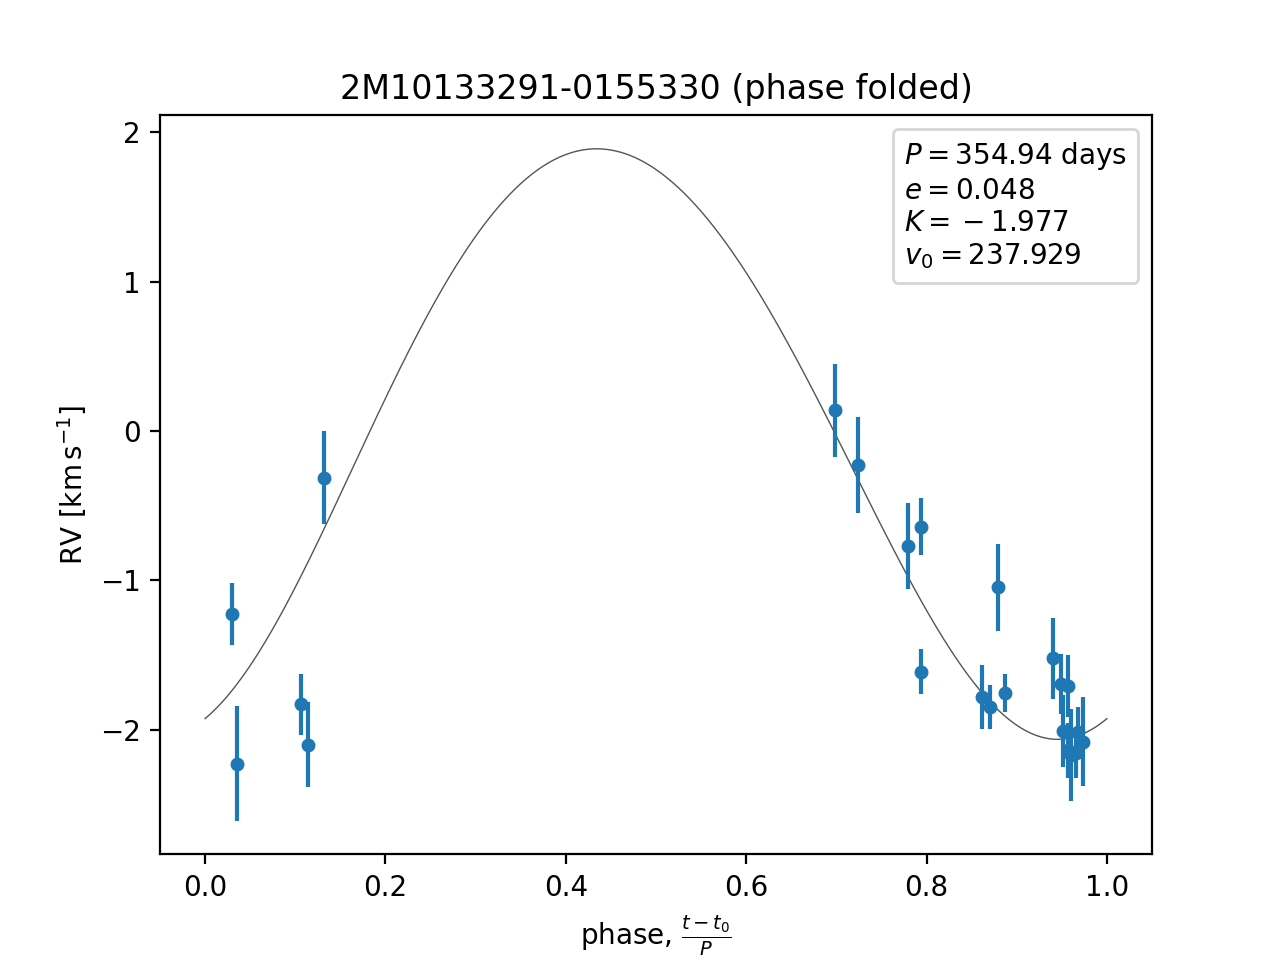 2M10133291-0155330 (phase folded)
P = 354.94 days
e = 0.048
K = −1.977
v₀ = 237.929
2
1
0
−1
−2
RV [km s⁻¹]
0.0 0.2 0.4 0.6 0.8 1.0
phase, (t − t₀)/P